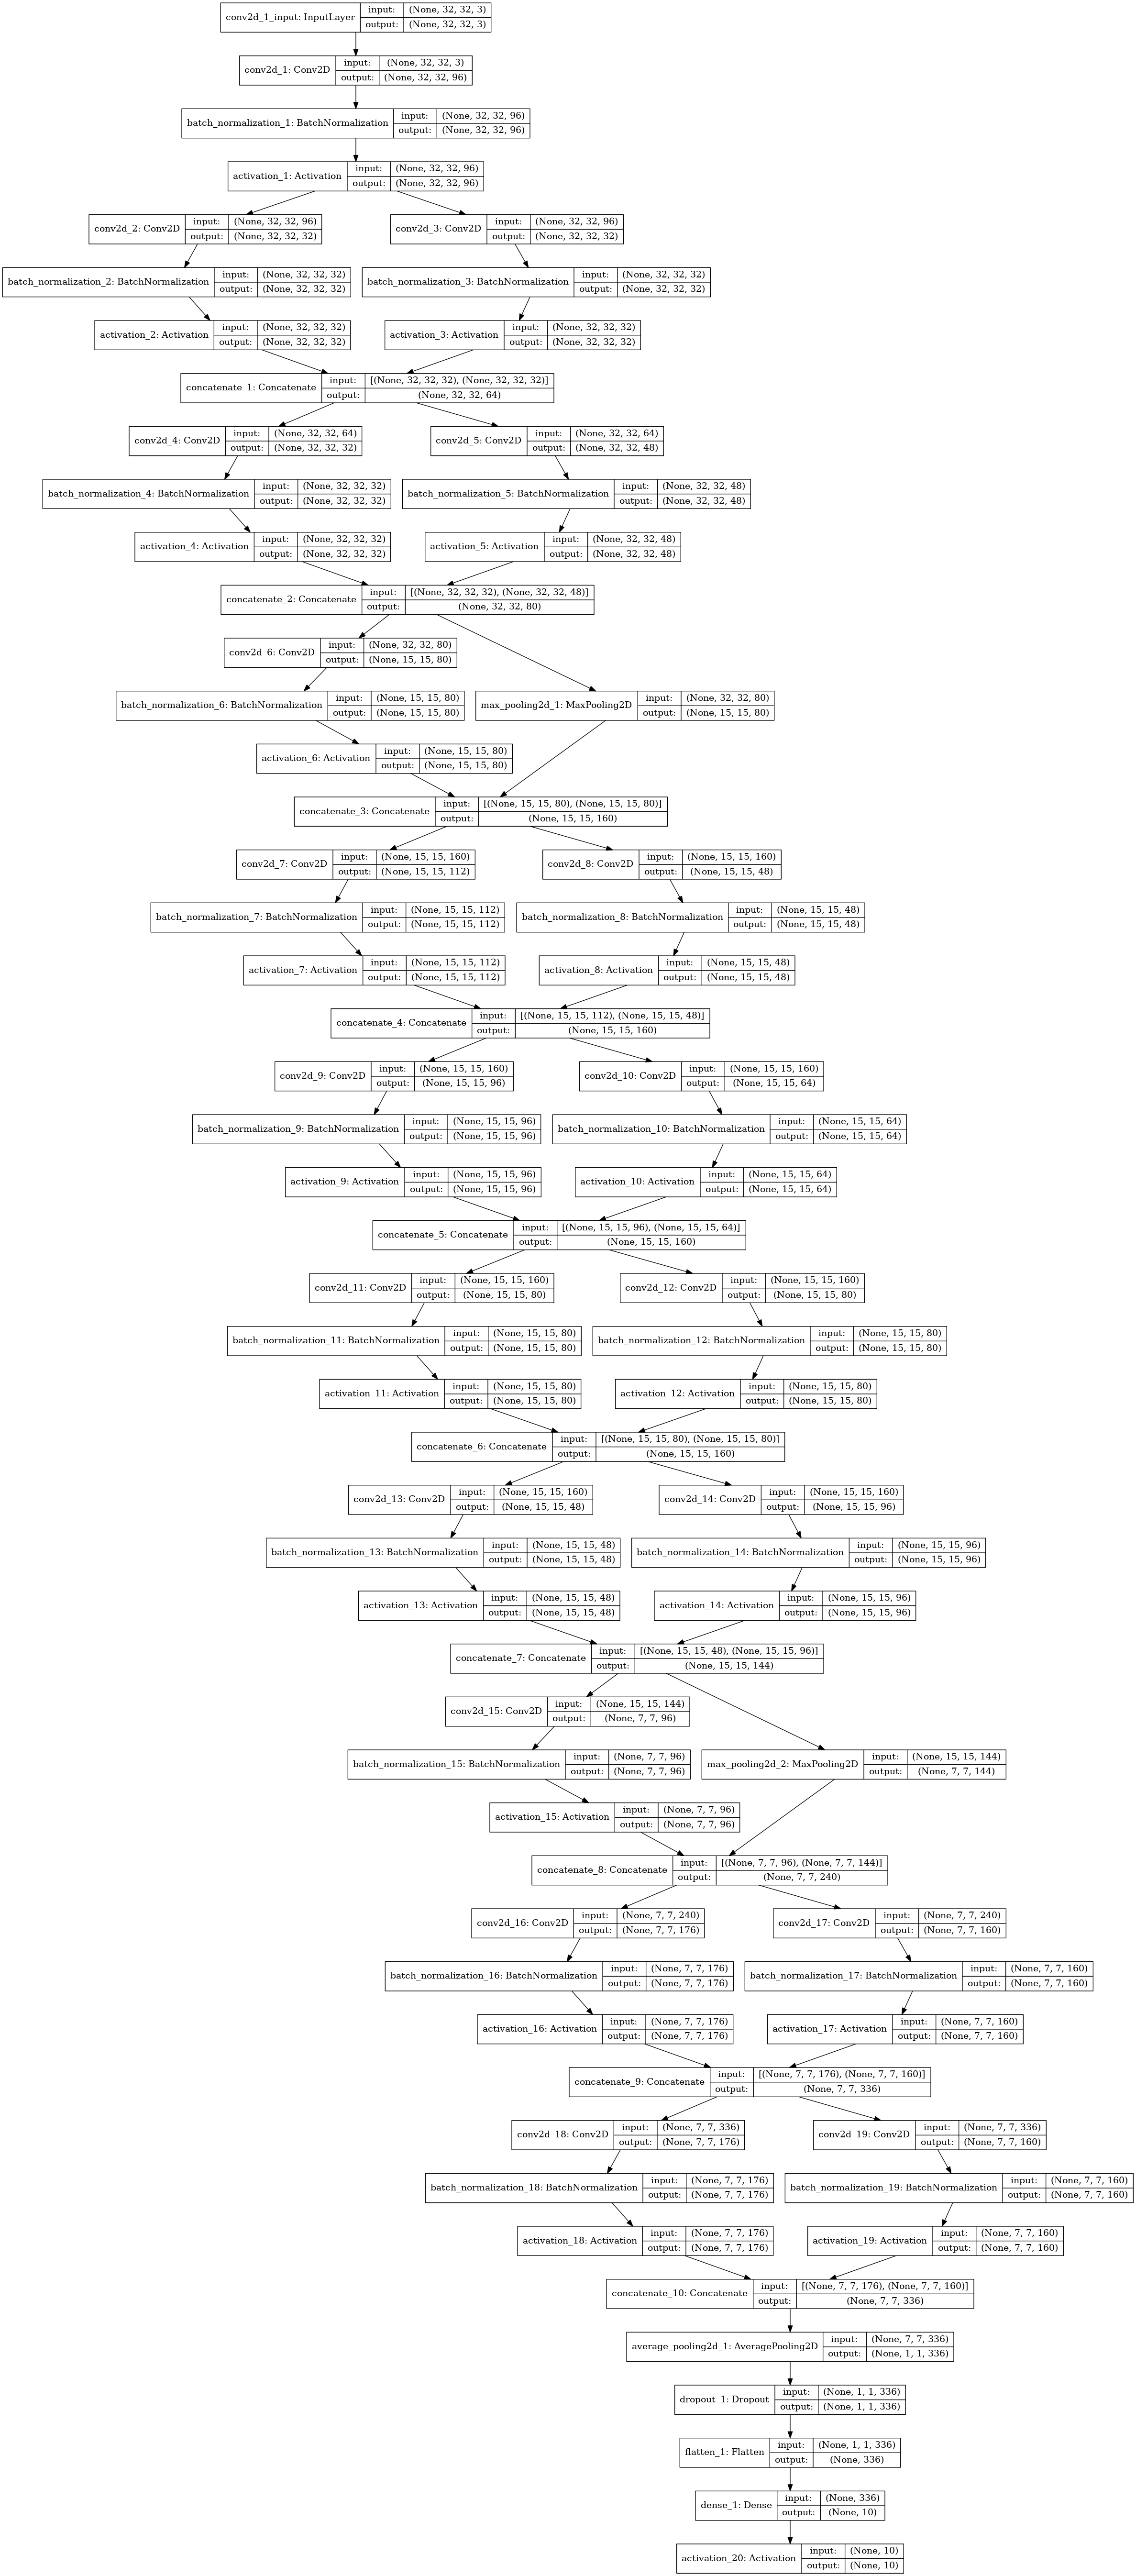 conv2d_1_input: InputLayer input: (None, 32, 32, 3)
output: (None, 32, 32, 3)
conv2d_1: Conv2D input: (None, 32, 32, 3)
output: (None, 32, 32, 96)
batch_normalization_1: BatchNormalization input: (None, 32, 32, 96)
output: (None, 32, 32, 96)
activation_1: Activation input: (None, 32, 32, 96)
output: (None, 32, 32, 96)
conv2d_2: Conv2D input: (None, 32, 32, 96)
output: (None, 32, 32, 32)
conv2d_3: Conv2D input: (None, 32, 32, 96)
output: (None, 32, 32, 32)
batch_normalization_2: BatchNormalization input: (None, 32, 32, 32)
output: (None, 32, 32, 32)
batch_normalization_3: BatchNormalization input: (None, 32, 32, 32)
output: (None, 32, 32, 32)
activation_2: Activation input: (None, 32, 32, 32)
output: (None, 32, 32, 32)
activation_3: Activation input: (None, 32, 32, 32)
output: (None, 32, 32, 32)
concatenate_1: Concatenate input: [(None, 32, 32, 32), (None, 32, 32, 32)]
output: (None, 32, 32, 64)
conv2d_4: Conv2D input: (None, 32, 32, 64)
output: (None, 32, 32, 32)
conv2d_5: Conv2D input: (None, 32, 32, 64)
output: (None, 32, 32, 48)
batch_normalization_4: BatchNormalization input: (None, 32, 32, 32)
output: (None, 32, 32, 32)
batch_normalization_5: BatchNormalization input: (None, 32, 32, 48)
output: (None, 32, 32, 48)
activation_4: Activation input: (None, 32, 32, 32)
output: (None, 32, 32, 32)
activation_5: Activation input: (None, 32, 32, 48)
output: (None, 32, 32, 48)
concatenate_2: Concatenate input: [(None, 32, 32, 32), (None, 32, 32, 48)]
output: (None, 32, 32, 80)
conv2d_6: Conv2D input: (None, 32, 32, 80)
output: (None, 15, 15, 80)
batch_normalization_6: BatchNormalization input: (None, 15, 15, 80)
output: (None, 15, 15, 80)
max_pooling2d_1: MaxPooling2D input: (None, 32, 32, 80)
output: (None, 15, 15, 80)
activation_6: Activation input: (None, 15, 15, 80)
output: (None, 15, 15, 80)
concatenate_3: Concatenate input: [(None, 15, 15, 80), (None, 15, 15, 80)]
output: (None, 15, 15, 160)
conv2d_7: Conv2D input: (None, 15, 15, 160)
output: (None, 15, 15, 112)
conv2d_8: Conv2D input: (None, 15, 15, 160)
output: (None, 15, 15, 48)
batch_normalization_7: BatchNormalization input: (None, 15, 15, 112)
output: (None, 15, 15, 112)
batch_normalization_8: BatchNormalization input: (None, 15, 15, 48)
output: (None, 15, 15, 48)
activation_7: Activation input: (None, 15, 15, 112)
output: (None, 15, 15, 112)
activation_8: Activation input: (None, 15, 15, 48)
output: (None, 15, 15, 48)
concatenate_4: Concatenate input: [(None, 15, 15, 112), (None, 15, 15, 48)]
output: (None, 15, 15, 160)
conv2d_9: Conv2D input: (None, 15, 15, 160)
output: (None, 15, 15, 96)
conv2d_10: Conv2D input: (None, 15, 15, 160)
output: (None, 15, 15, 64)
batch_normalization_9: BatchNormalization input: (None, 15, 15, 96)
output: (None, 15, 15, 96)
batch_normalization_10: BatchNormalization input: (None, 15, 15, 64)
output: (None, 15, 15, 64)
activation_9: Activation input: (None, 15, 15, 96)
output: (None, 15, 15, 96)
activation_10: Activation input: (None, 15, 15, 64)
output: (None, 15, 15, 64)
concatenate_5: Concatenate input: [(None, 15, 15, 96), (None, 15, 15, 64)]
output: (None, 15, 15, 160)
conv2d_11: Conv2D input: (None, 15, 15, 160)
output: (None, 15, 15, 80)
conv2d_12: Conv2D input: (None, 15, 15, 160)
output: (None, 15, 15, 80)
batch_normalization_11: BatchNormalization input: (None, 15, 15, 80)
output: (None, 15, 15, 80)
batch_normalization_12: BatchNormalization input: (None, 15, 15, 80)
output: (None, 15, 15, 80)
activation_11: Activation input: (None, 15, 15, 80)
output: (None, 15, 15, 80)
activation_12: Activation input: (None, 15, 15, 80)
output: (None, 15, 15, 80)
concatenate_6: Concatenate input: [(None, 15, 15, 80), (None, 15, 15, 80)]
output: (None, 15, 15, 160)
conv2d_13: Conv2D input: (None, 15, 15, 160)
output: (None, 15, 15, 48)
conv2d_14: Conv2D input: (None, 15, 15, 160)
output: (None, 15, 15, 96)
batch_normalization_13: BatchNormalization input: (None, 15, 15, 48)
output: (None, 15, 15, 48)
batch_normalization_14: BatchNormalization input: (None, 15, 15, 96)
output: (None, 15, 15, 96)
activation_13: Activation input: (None, 15, 15, 48)
output: (None, 15, 15, 48)
activation_14: Activation input: (None, 15, 15, 96)
output: (None, 15, 15, 96)
concatenate_7: Concatenate input: [(None, 15, 15, 48), (None, 15, 15, 96)]
output: (None, 15, 15, 144)
conv2d_15: Conv2D input: (None, 15, 15, 144)
output: (None, 7, 7, 96)
batch_normalization_15: BatchNormalization input: (None, 7, 7, 96)
output: (None, 7, 7, 96)
max_pooling2d_2: MaxPooling2D input: (None, 15, 15, 144)
output: (None, 7, 7, 144)
activation_15: Activation input: (None, 7, 7, 96)
output: (None, 7, 7, 96)
concatenate_8: Concatenate input: [(None, 7, 7, 96), (None, 7, 7, 144)]
output: (None, 7, 7, 240)
conv2d_16: Conv2D input: (None, 7, 7, 240)
output: (None, 7, 7, 176)
conv2d_17: Conv2D input: (None, 7, 7, 240)
output: (None, 7, 7, 160)
batch_normalization_16: BatchNormalization input: (None, 7, 7, 176)
output: (None, 7, 7, 176)
batch_normalization_17: BatchNormalization input: (None, 7, 7, 160)
output: (None, 7, 7, 160)
activation_16: Activation input: (None, 7, 7, 176)
output: (None, 7, 7, 176)
activation_17: Activation input: (None, 7, 7, 160)
output: (None, 7, 7, 160)
concatenate_9: Concatenate input: [(None, 7, 7, 176), (None, 7, 7, 160)]
output: (None, 7, 7, 336)
conv2d_18: Conv2D input: (None, 7, 7, 336)
output: (None, 7, 7, 176)
conv2d_19: Conv2D input: (None, 7, 7, 336)
output: (None, 7, 7, 160)
batch_normalization_18: BatchNormalization input: (None, 7, 7, 176)
output: (None, 7, 7, 176)
batch_normalization_19: BatchNormalization input: (None, 7, 7, 160)
output: (None, 7, 7, 160)
activation_18: Activation input: (None, 7, 7, 176)
output: (None, 7, 7, 176)
activation_19: Activation input: (None, 7, 7, 160)
output: (None, 7, 7, 160)
concatenate_10: Concatenate input: [(None, 7, 7, 176), (None, 7, 7, 160)]
output: (None, 7, 7, 336)
average_pooling2d_1: AveragePooling2D input: (None, 7, 7, 336)
output: (None, 1, 1, 336)
dropout_1: Dropout input: (None, 1, 1, 336)
output: (None, 1, 1, 336)
flatten_1: Flatten input: (None, 1, 1, 336)
output: (None, 336)
dense_1: Dense input: (None, 336)
output: (None, 10)
activation_20: Activation input: (None, 10)
output: (None, 10)